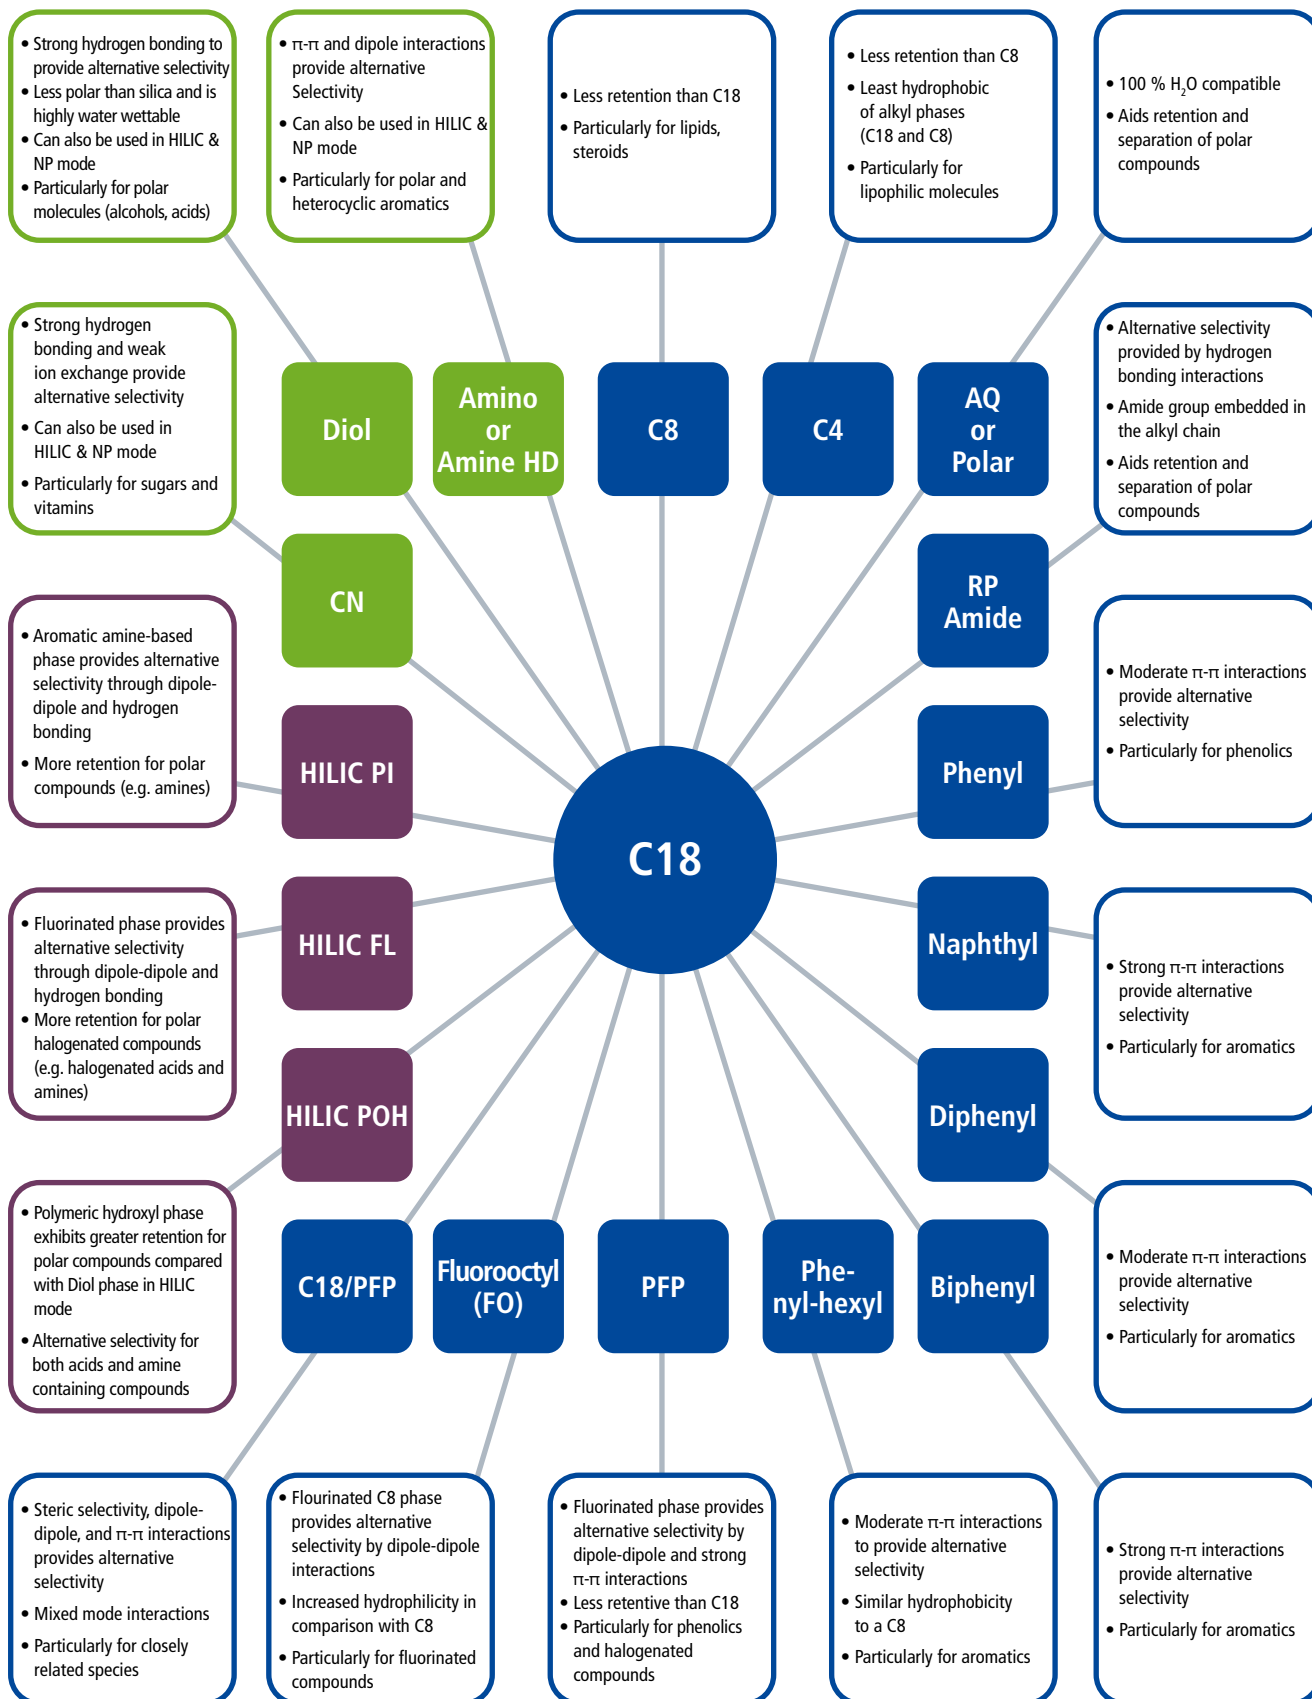 • Strong hydrogen bonding to
provide alternative selectivity
• Less polar than silica and is
highly water wettable
• Can also be used in HILIC &
NP mode
• Particularly for polar
molecules (alcohols, acids)
• π-π and dipole interactions
provide alternative
Selectivity
• Can also be used in HILIC &
NP mode
• Particularly for polar and
heterocyclic aromatics
• Less retention than C18
• Particularly for lipids,
steroids
• Less retention than C8
• Least hydrophobic
of alkyl phases
(C18 and C8)
• Particularly for
lipophilic molecules
• 100 % H₂O compatible
• Aids retention and
separation of polar
compounds
• Strong hydrogen
bonding and weak
ion exchange provide
alternative selectivity
• Can also be used in
HILIC & NP mode
• Particularly for sugars and
vitamins
Diol
Amino
or
Amine HD
C8
C4
AQ
or
Polar
• Alternative selectivity
provided by hydrogen
bonding interactions
• Amide group embedded in
the alkyl chain
• Aids retention and
separation of polar
compounds
CN
RP
Amide
• Aromatic amine-based
phase provides alternative
selectivity through dipole-
dipole and hydrogen
bonding
• More retention for polar
compounds (e.g. amines)
HILIC PI
Phenyl
• Moderate π-π interactions
provide alternative
selectivity
• Particularly for phenolics
C18
• Fluorinated phase provides
alternative selectivity
through dipole-dipole and
hydrogen bonding
• More retention for polar
halogenated compounds
(e.g. halogenated acids and
amines)
HILIC FL
Naphthyl
• Strong π-π interactions
provide alternative
selectivity
• Particularly for aromatics
HILIC POH
Diphenyl
• Polymeric hydroxyl phase
exhibits greater retention for
polar compounds compared
with Diol phase in HILIC
mode
• Alternative selectivity for
both acids and amine
containing compounds
C18/PFP
Fluorooctyl
(FO)
PFP
Phe-
nyl-hexyl
Biphenyl
• Moderate π-π interactions
provide alternative
selectivity
• Particularly for aromatics
• Steric selectivity, dipole-
dipole, and π-π interactions
provides alternative
selectivity
• Mixed mode interactions
• Particularly for closely
related species
• Flourinated C8 phase
provides alternative
selectivity by dipole-dipole
interactions
• Increased hydrophilicity in
comparison with C8
• Particularly for fluorinated
compounds
• Fluorinated phase provides
alternative selectivity by
dipole-dipole and strong
π-π interactions
• Less retentive than C18
• Particularly for phenolics
and halogenated
compounds
• Moderate π-π interactions
to provide alternative
selectivity
• Similar hydrophobicity
to a C8
• Particularly for aromatics
• Strong π-π interactions
provide alternative
selectivity
• Particularly for aromatics